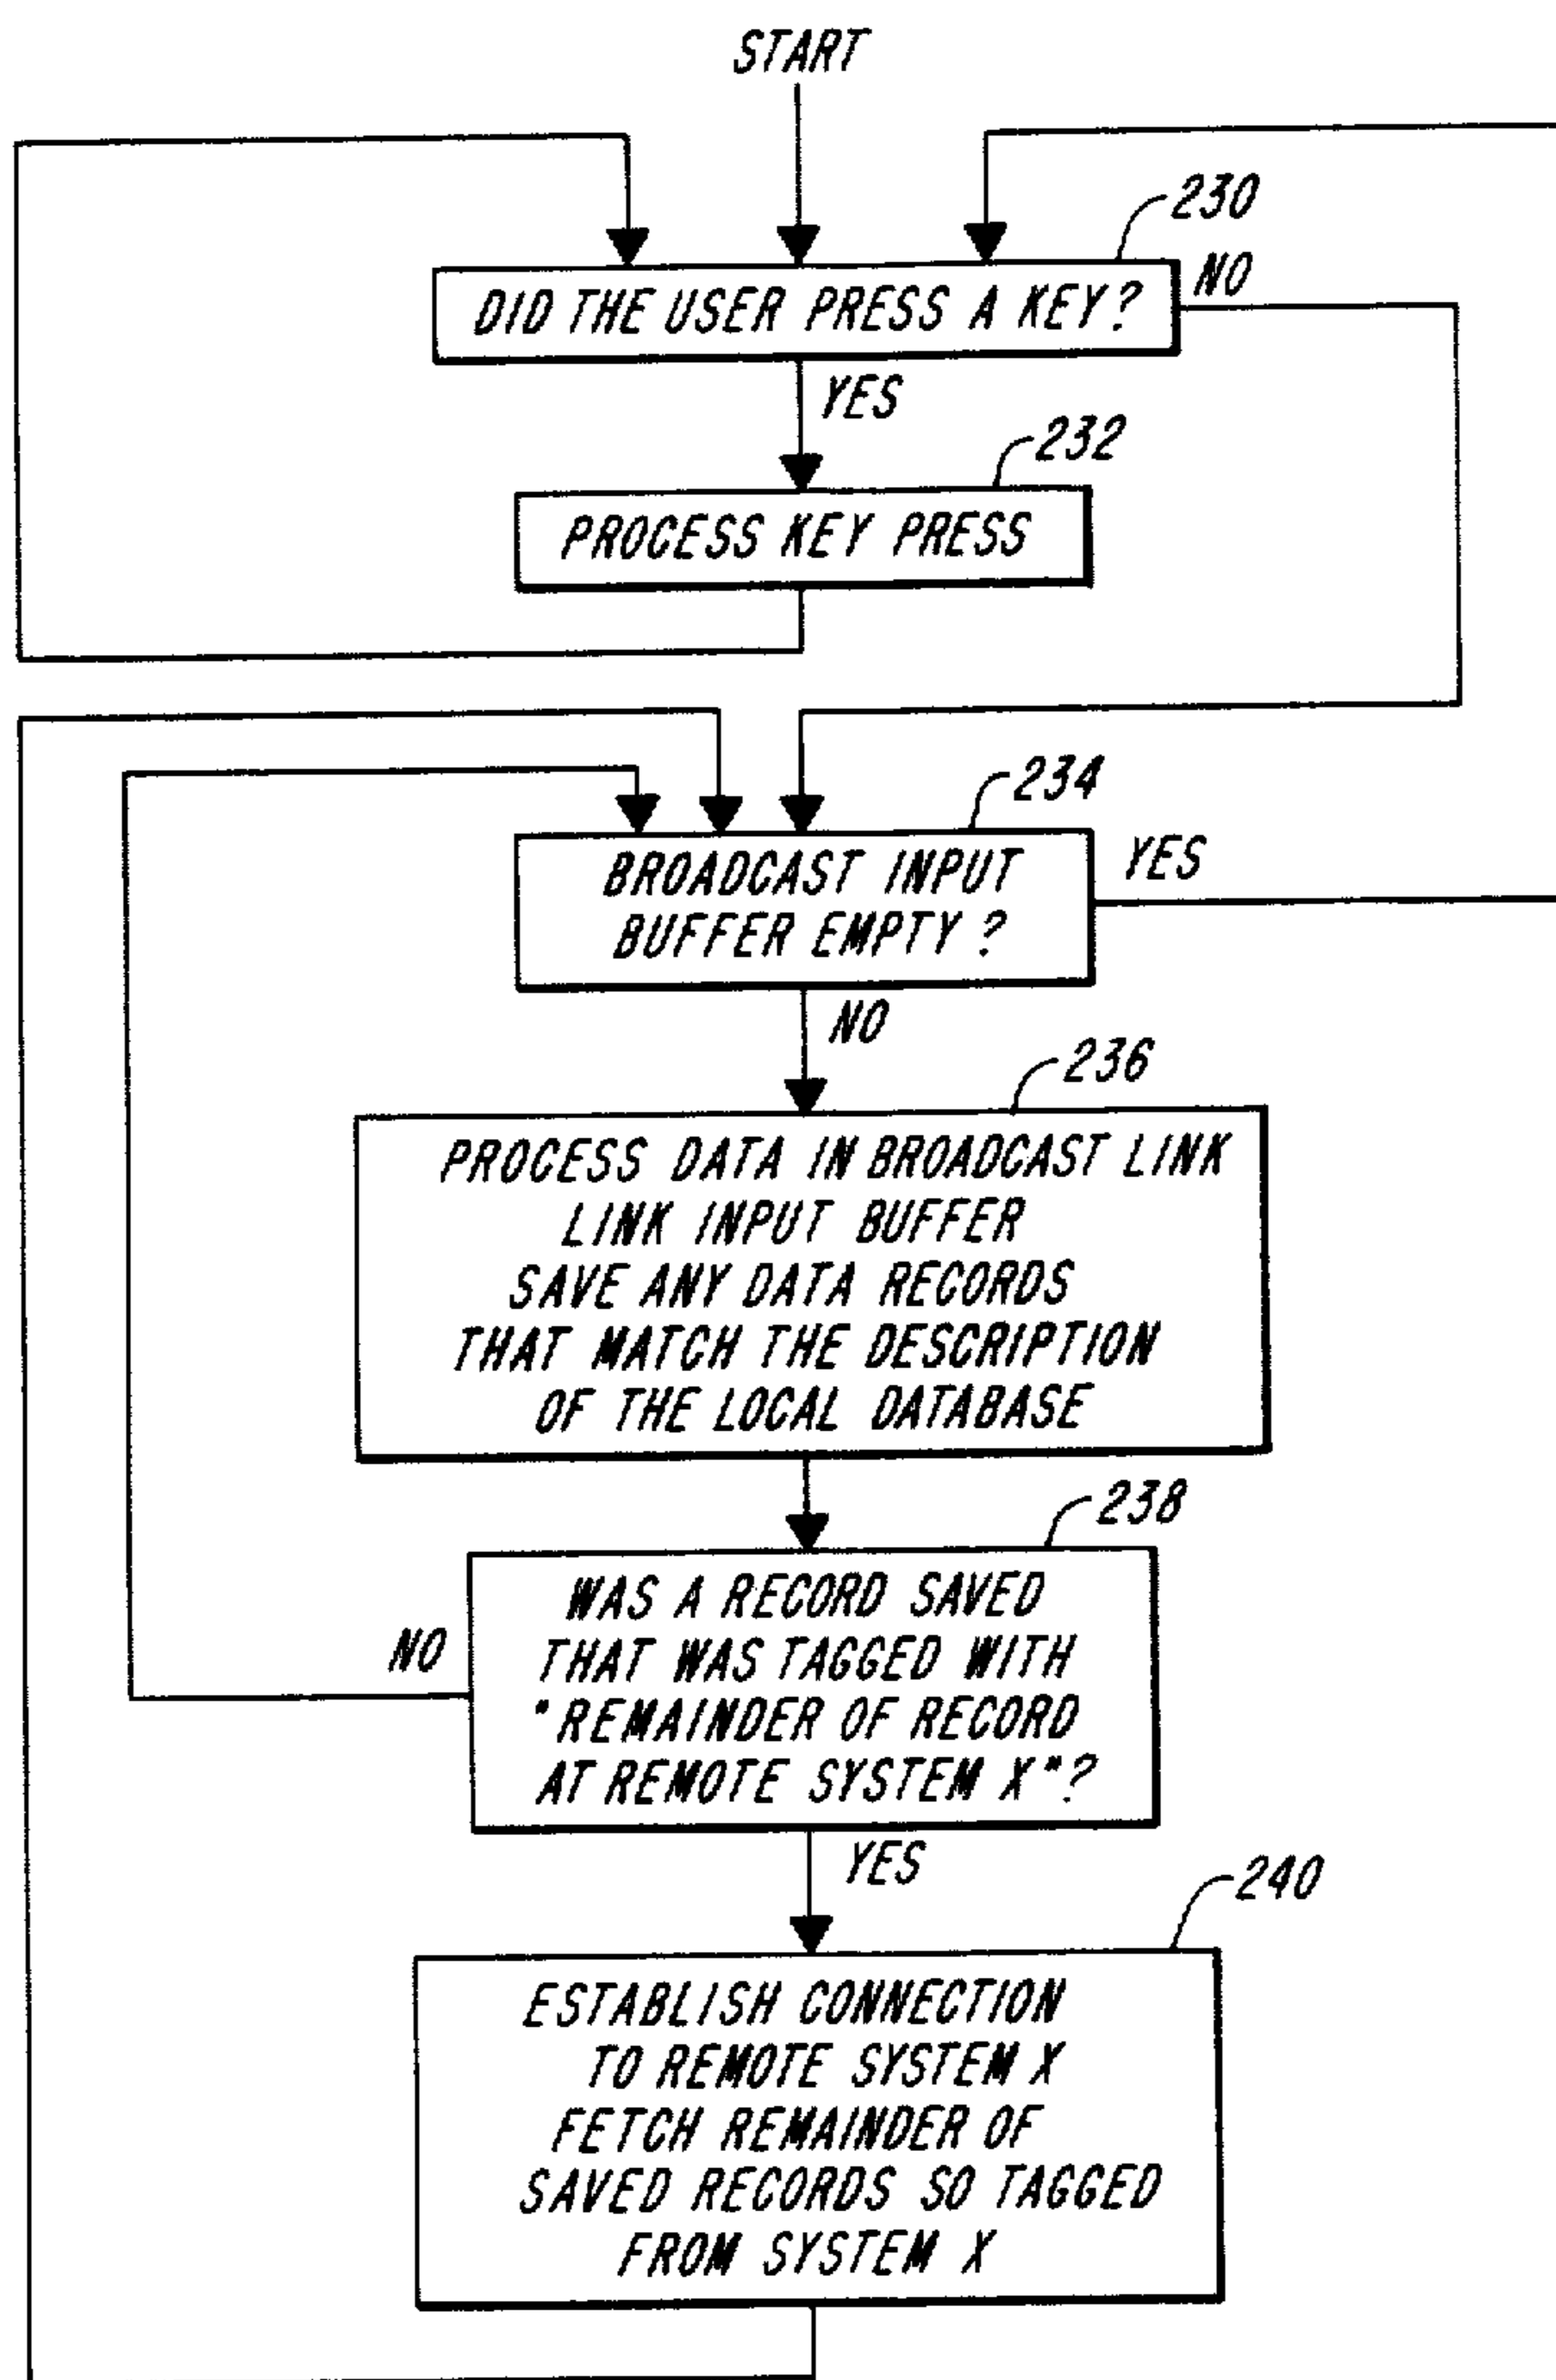 START
230
DID THE USER PRESS A KEY?
NO
YES
232
PROCESS KEY PRESS
234
BROADCAST INPUT
BUFFER EMPTY?
YES
NO
236
PROCESS DATA IN BROADCAST LINK
LINK INPUT BUFFER
SAVE ANY DATA RECORDS
THAT MATCH THE DESCRIPTION
OF THE LOCAL DATABASE
238
WAS A RECORD SAVED
THAT WAS TAGGED WITH
"REMAINDER OF RECORD
AT REMOTE SYSTEM X"?
NO
YES
240
ESTABLISH CONNECTION
TO REMOTE SYSTEM X
FETCH REMAINDER OF
SAVED RECORDS SO TAGGED
FROM SYSTEM X